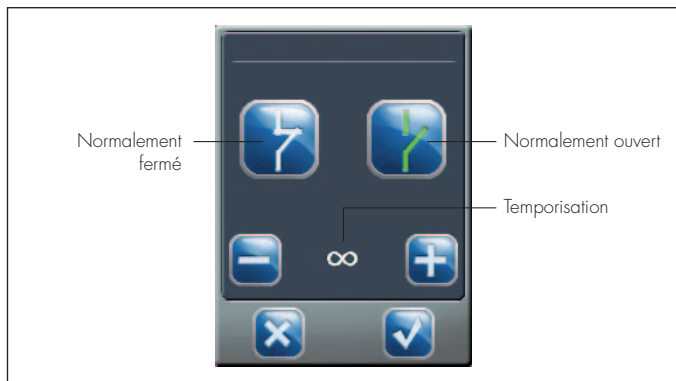 Normalement
fermé
Normalement ouvert
Temporisation
∞